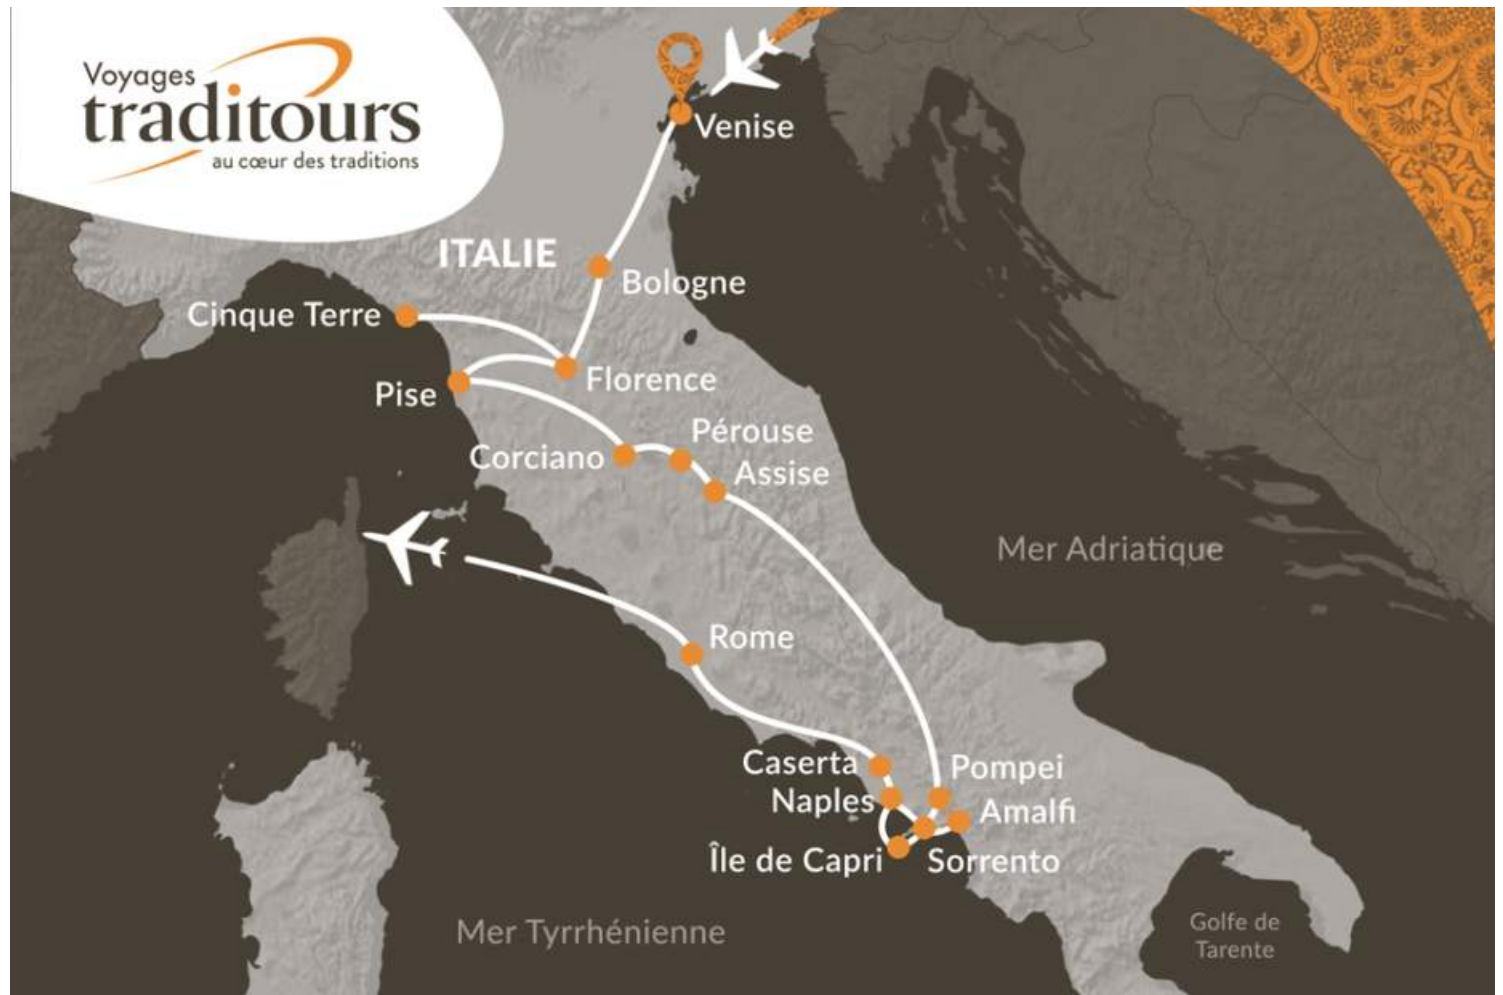 Voyages
traditours
au cœur des traditions
Venise
ITALIE
Bologne
Cinque Terre
Florence
Pise
Pérouse
Corciano
Assise
Mer Adriatique
Rome
Caserta
Pompei
Naples
Amalfi
Île de Capri
Sorrento
Mer Tyrrhénienne
Golfe de
Tarente